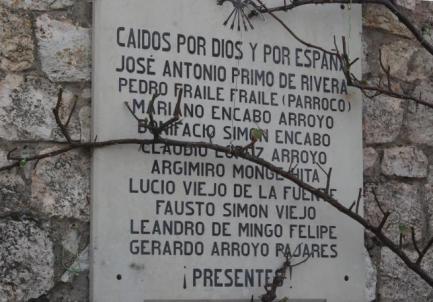 CAIDOS POR DIOS Y POR ESPAÑA
JOSÉ ANTONIO PRIMO DE RIVERA
PEDRO FRAILE FRAILE (PARROCO)
MARIANO ENCABO ARROYO
BONIFACIO SIMON ENCABO
CLAUDIO ARROYO
ARGIMIRO MONGE HITA
LUCIO VIEJO DE LA FUENTE
FAUSTO SIMON VIEJO
LEANDRO DE MINGO FELIPE
GERARDO ARROYO PAJARES
¡PRESENTES!